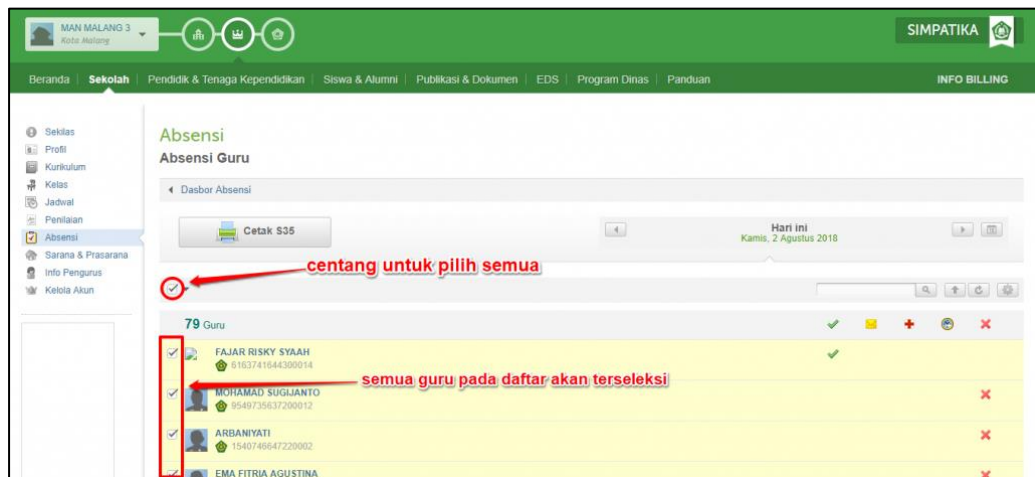 MAN MALANG 3
Kota Malang
SIMPATIKA
Beranda Sekolah Pendidik & Tenaga Kependidikan Siswa & Alumni Publikasi & Dokumen EDS Program Dinas Panduan INFO BILLING
Sekilas
Profil
Kurikulum
Kelas
Jadwal
Penilaian
Absensi
Sarana & Prasarana
Info Pengurus
Kelola Akun
Absensi
Absensi Guru
Dasbor Absensi
Cetak S35
Hari ini
Kamis, 2 Agustus 2018
centang untuk pilih semua
79 Guru
FAJAR RISKY SYAAH
6163741644300014
semua guru pada daftar akan terseleksi
MOHAMAD SUGIJANTO
9549735637200012
ARBANIYATI
1540746647220002
EMA FITRIA AGUSTINA